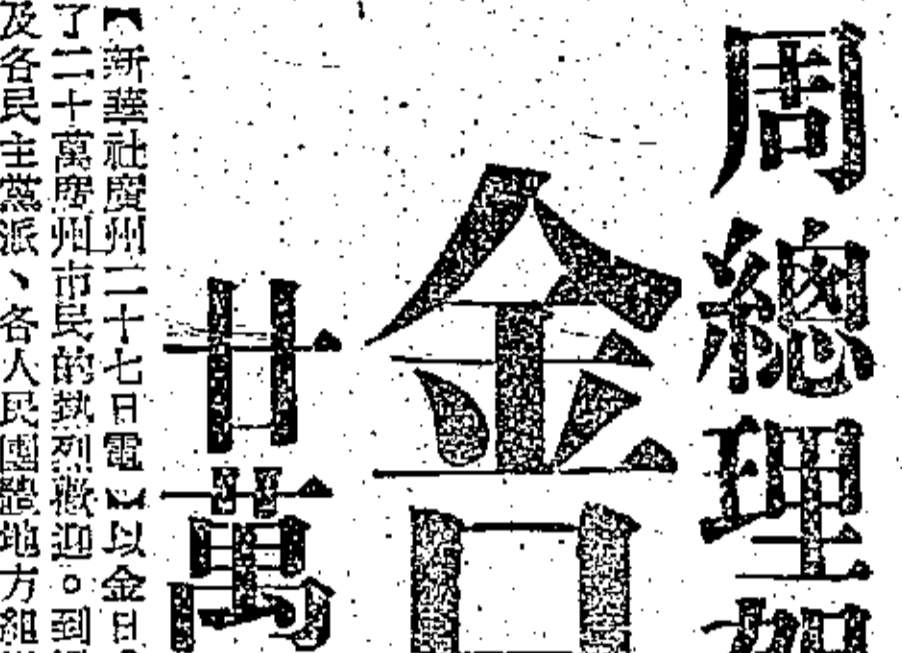 周總理
金
廿萬
【新華社廣州二十七日電】以金日
了二十萬廣州市民的熱烈歡迎。到
及各民主黨派、各人民團體地方組